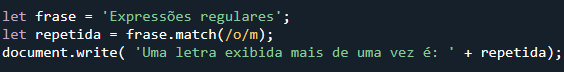 let frase = 'Expressões regulares';
let repetida = frase.match(/o/m);
document.write( 'Uma letra exibida mais de uma vez é: ' + repetida);